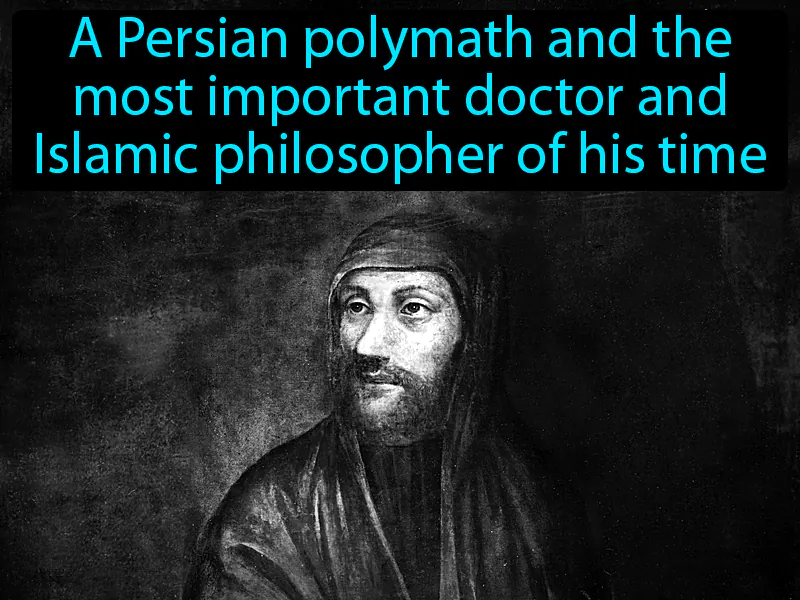 A Persian polymath and the
most important doctor and
Islamic philosopher of his time